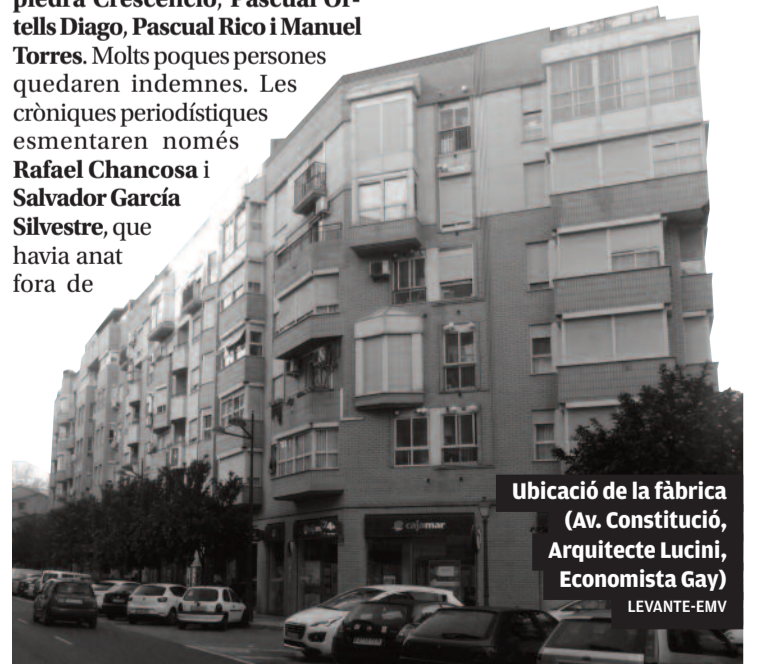 piedra Crescencio, Pascual Or-
tells Diago, Pascual Rico i Manuel
Torres. Molts poques persones
quedaren indemnes. Les
cròniques periodístiques
esmentaren només
Rafael Chancosa i
Salvador García
Silvestre, que
havia anat
fora de
cajamar
Ubicació de la fàbrica
(Av. Constitució,
Arquitecte Lucini,
Economista Gay)
LEVANTE-EMV